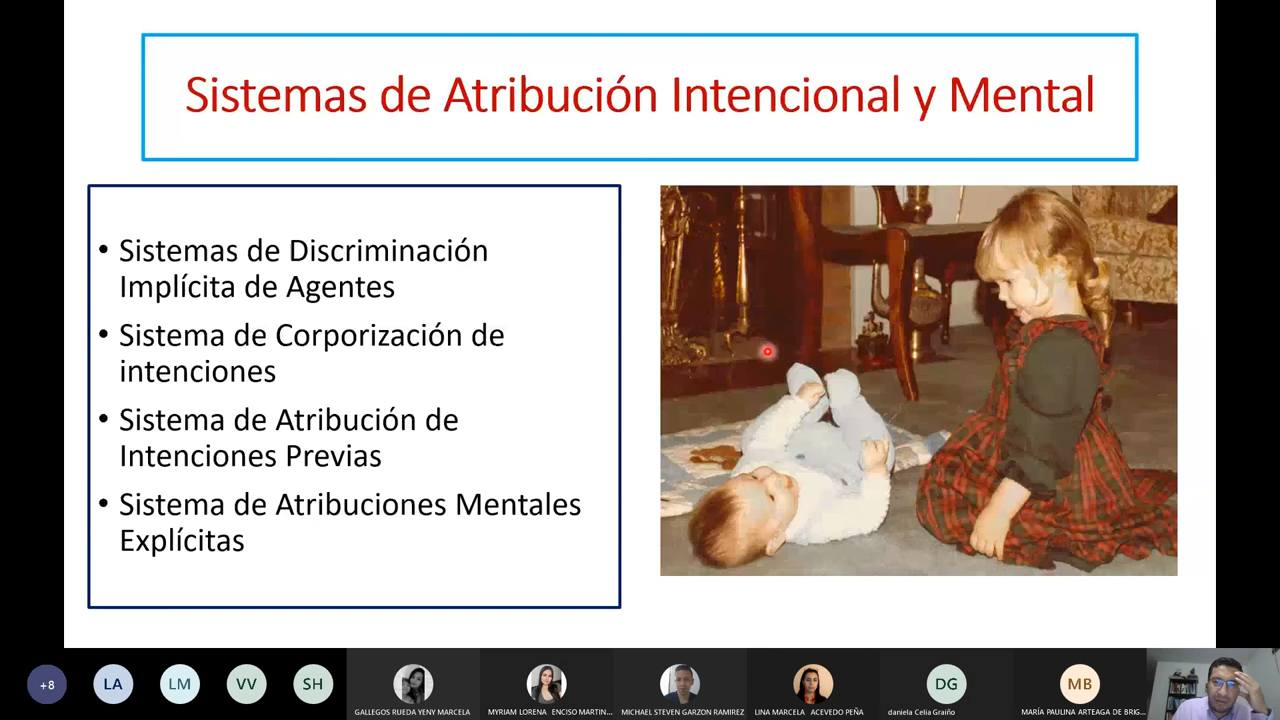 Sistemas de Atribución Intencional y Mental
• Sistemas de Discriminación
Implícita de Agentes
• Sistema de Corporización de
intenciones
• Sistema de Atribución de
Intenciones Previas
• Sistema de Atribuciones Mentales
Explícitas
+8
LA
LM
VV
SH
GALLEGOS RUEDA YENY MARCELA
MYRIAM LORENA ENCISO MARTIN...
MICHAEL STEVEN GARZON RAMIREZ
LINA MARCELA ACEVEDO PEÑA
DG
daniela Celia Graiño
MB
MARÍA PAULINA ARTEAGA DE BRIG...